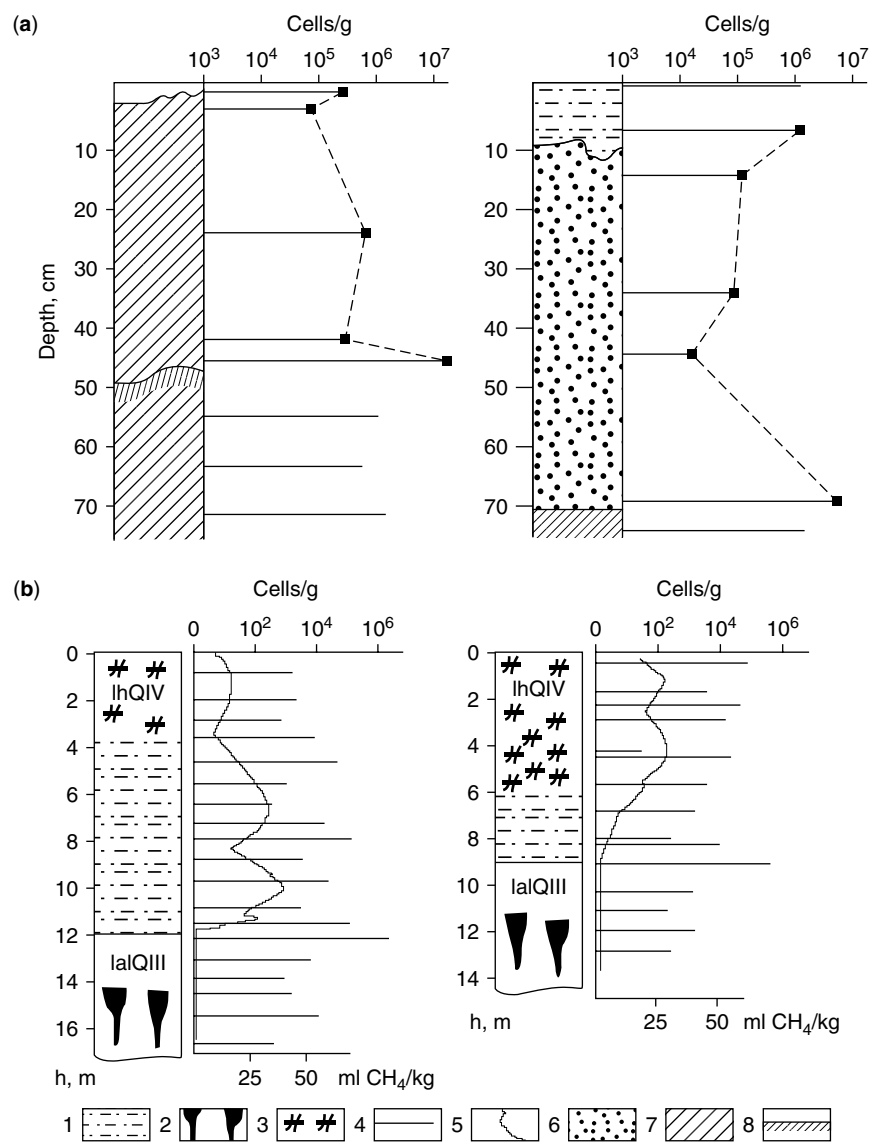 (a)
Cells/g
Cells/g
10³ 10⁴ 10⁵ 10⁶ 10⁷
10³ 10⁴ 10⁵ 10⁶ 10⁷
Depth, cm
10
20
30
40
50
60
70
10
20
30
40
50
60
70
(b)
Cells/g
0 10² 10⁴ 10⁶
0
2
4
6
8
10
12
14
16
lhQIV
lalQIII
h, m
25 50 ml CH₄/kg
Cells/g
0 10² 10⁴ 10⁶
0
2
4
6
8
10
12
14
lhQIV
lalQIII
h, m
25 50 ml CH₄/kg
1 2 3 4 5 6 7 8